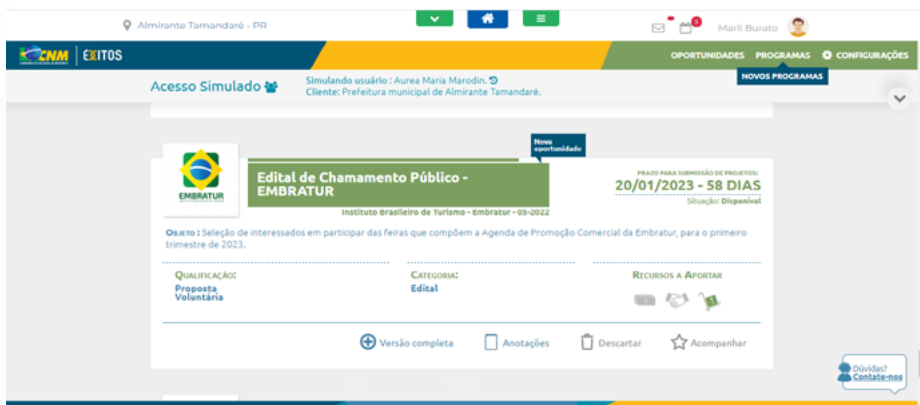 Almirante Tamandaré - PR
Marli Burato
CNM
ÊXITOS
OPORTUNIDADES PROGRAMAS CONFIGURAÇÕES
NOVOS PROGRAMAS
Acesso Simulado
Simulando usuário : Aurea Maria Marodin.
Cliente: Prefeitura municipal de Almirante Tamandaré.
Nova
oportunidade
EMBRATUR
Edital de Chamamento Público -
EMBRATUR
Instituto Brasileiro de Turismo - Embratur - 05-2022
PRAZO PARA SUBMISSÃO DE PROJETOS:
20/01/2023 - 58 DIAS
Situação: Disponível
OBJETO : Seleção de interessados em participar das feiras que compõem a Agenda de Promoção Comercial da Embratur, para o primeiro
trimestre de 2023.
QUALIFICAÇÃO:
Proposta
Voluntária
CATEGORIA:
Edital
RECURSOS A APORTAR
Versão completa
Anotações
Descartar
Acompanhar
Dúvidas?
Contate-nos